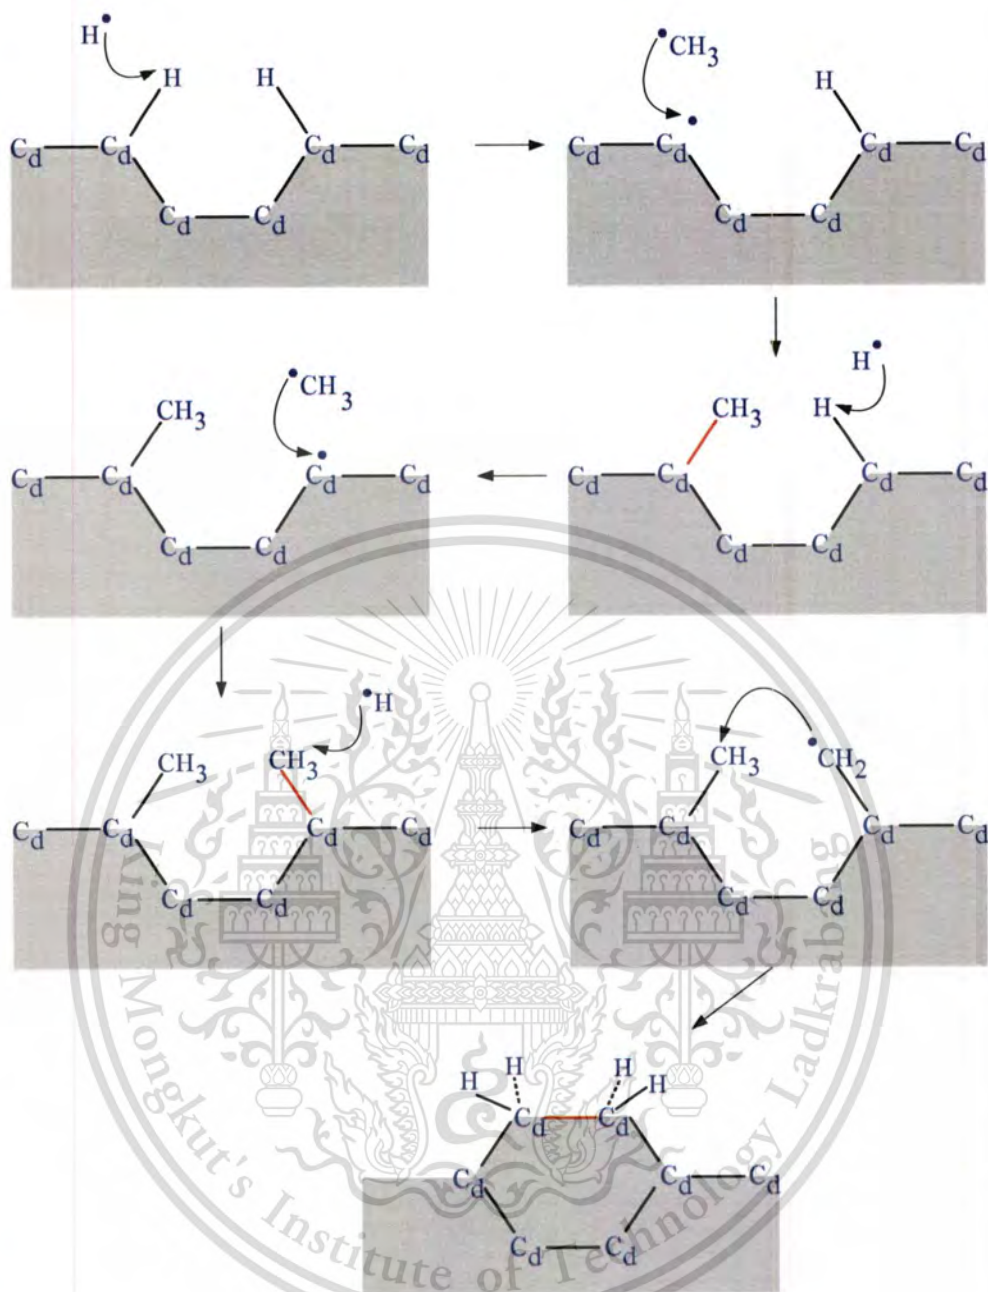 H•
H H
Cd Cd Cd Cd
Cd Cd
•CH3
H
• 
Cd Cd Cd Cd
Cd Cd
CH3
•CH3
•
Cd Cd Cd Cd
Cd Cd
H•
CH3 H
Cd Cd Cd Cd
Cd Cd
•H
CH3 CH3
Cd Cd Cd Cd
Cd Cd
CH3 •CH2
Cd Cd Cd Cd
Cd Cd
H H H H
Cd Cd
Cd Cd Cd
Cd Cd
King Mongkut's Institute of Technology Ladkrabang